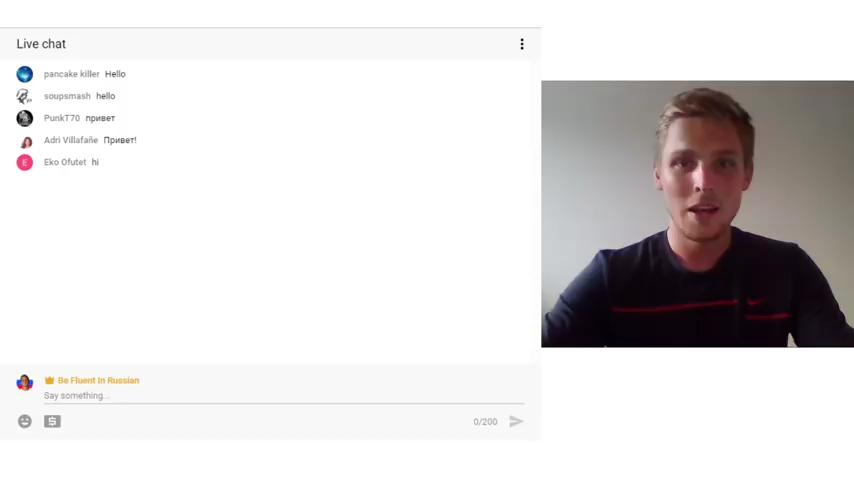 Live chat
pancake killer Hello
soupsmash hello
PunkT70 привет
Adri Villafañe Привет!
E Eko Ofutet hi
Be Fluent In Russian
Say something...
0/200